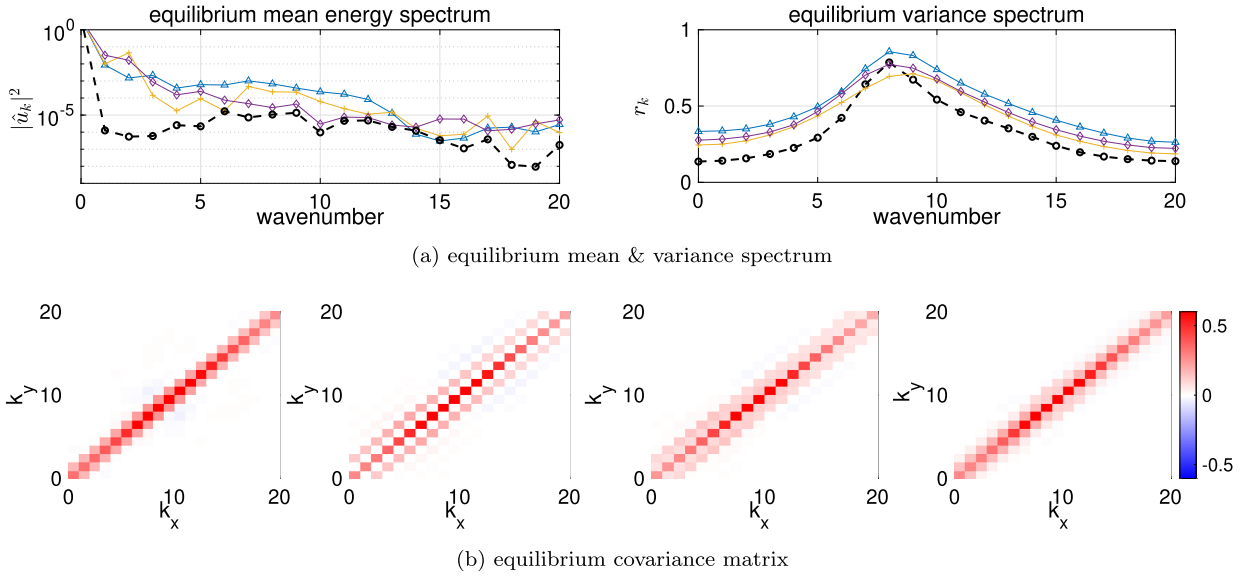 equilibrium mean energy spectrum
10^0
10^-5
|û_k|^2
0 5 10 15 20
wavenumber
equilibrium variance spectrum
1
0.5
0
r_k
0 5 10 15 20
wavenumber
(a) equilibrium mean & variance spectrum
20
10
0
k_y
0 10 20
k_x
20
10
0
k_y
0 10 20
k_x
20
10
0
k_y
0 10 20
k_x
20
10
0
k_y
0 10 20
k_x
0.5
0
-0.5
(b) equilibrium covariance matrix